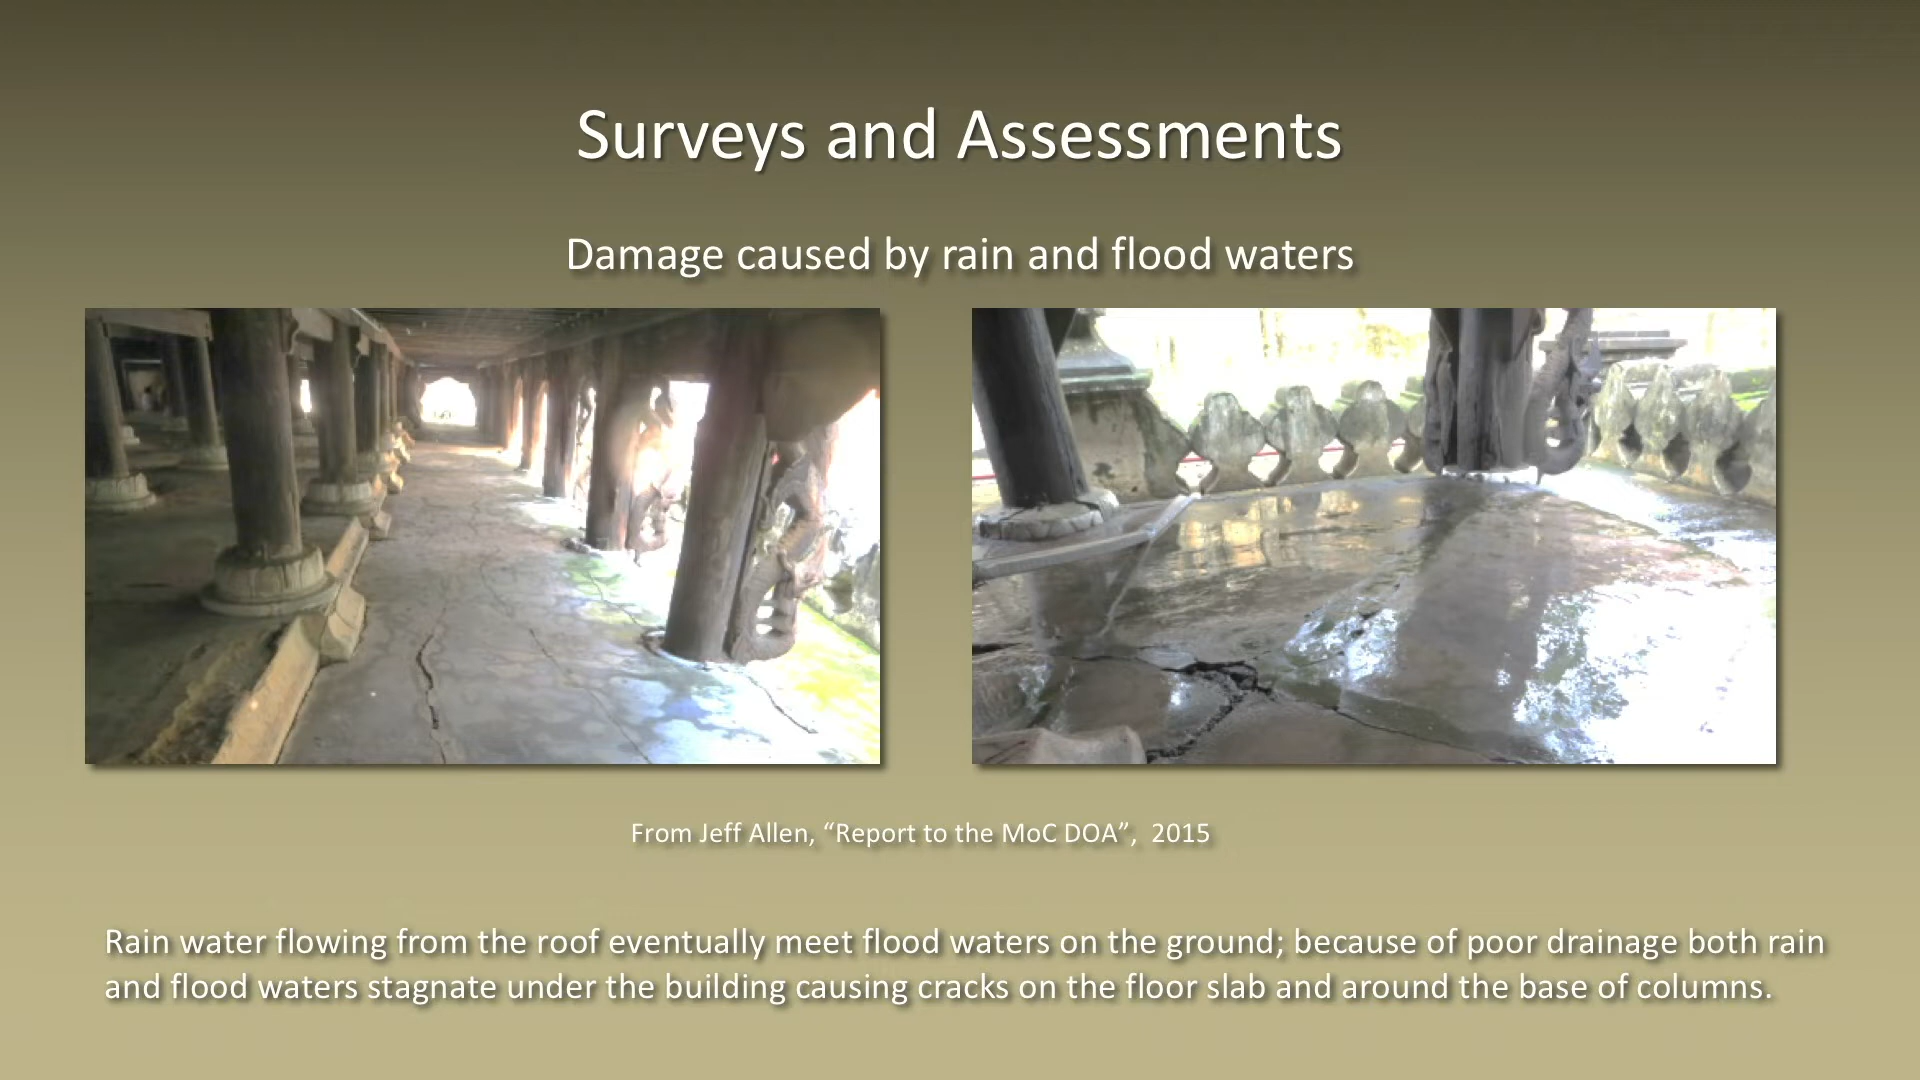 Surveys and Assessments
Damage caused by rain and flood waters
From Jeff Allen, “Report to the MoC DOA”,  2015
Rain water flowing from the roof eventually meet flood waters on the ground; because of poor drainage both rain
and flood waters stagnate under the building causing cracks on the floor slab and around the base of columns.